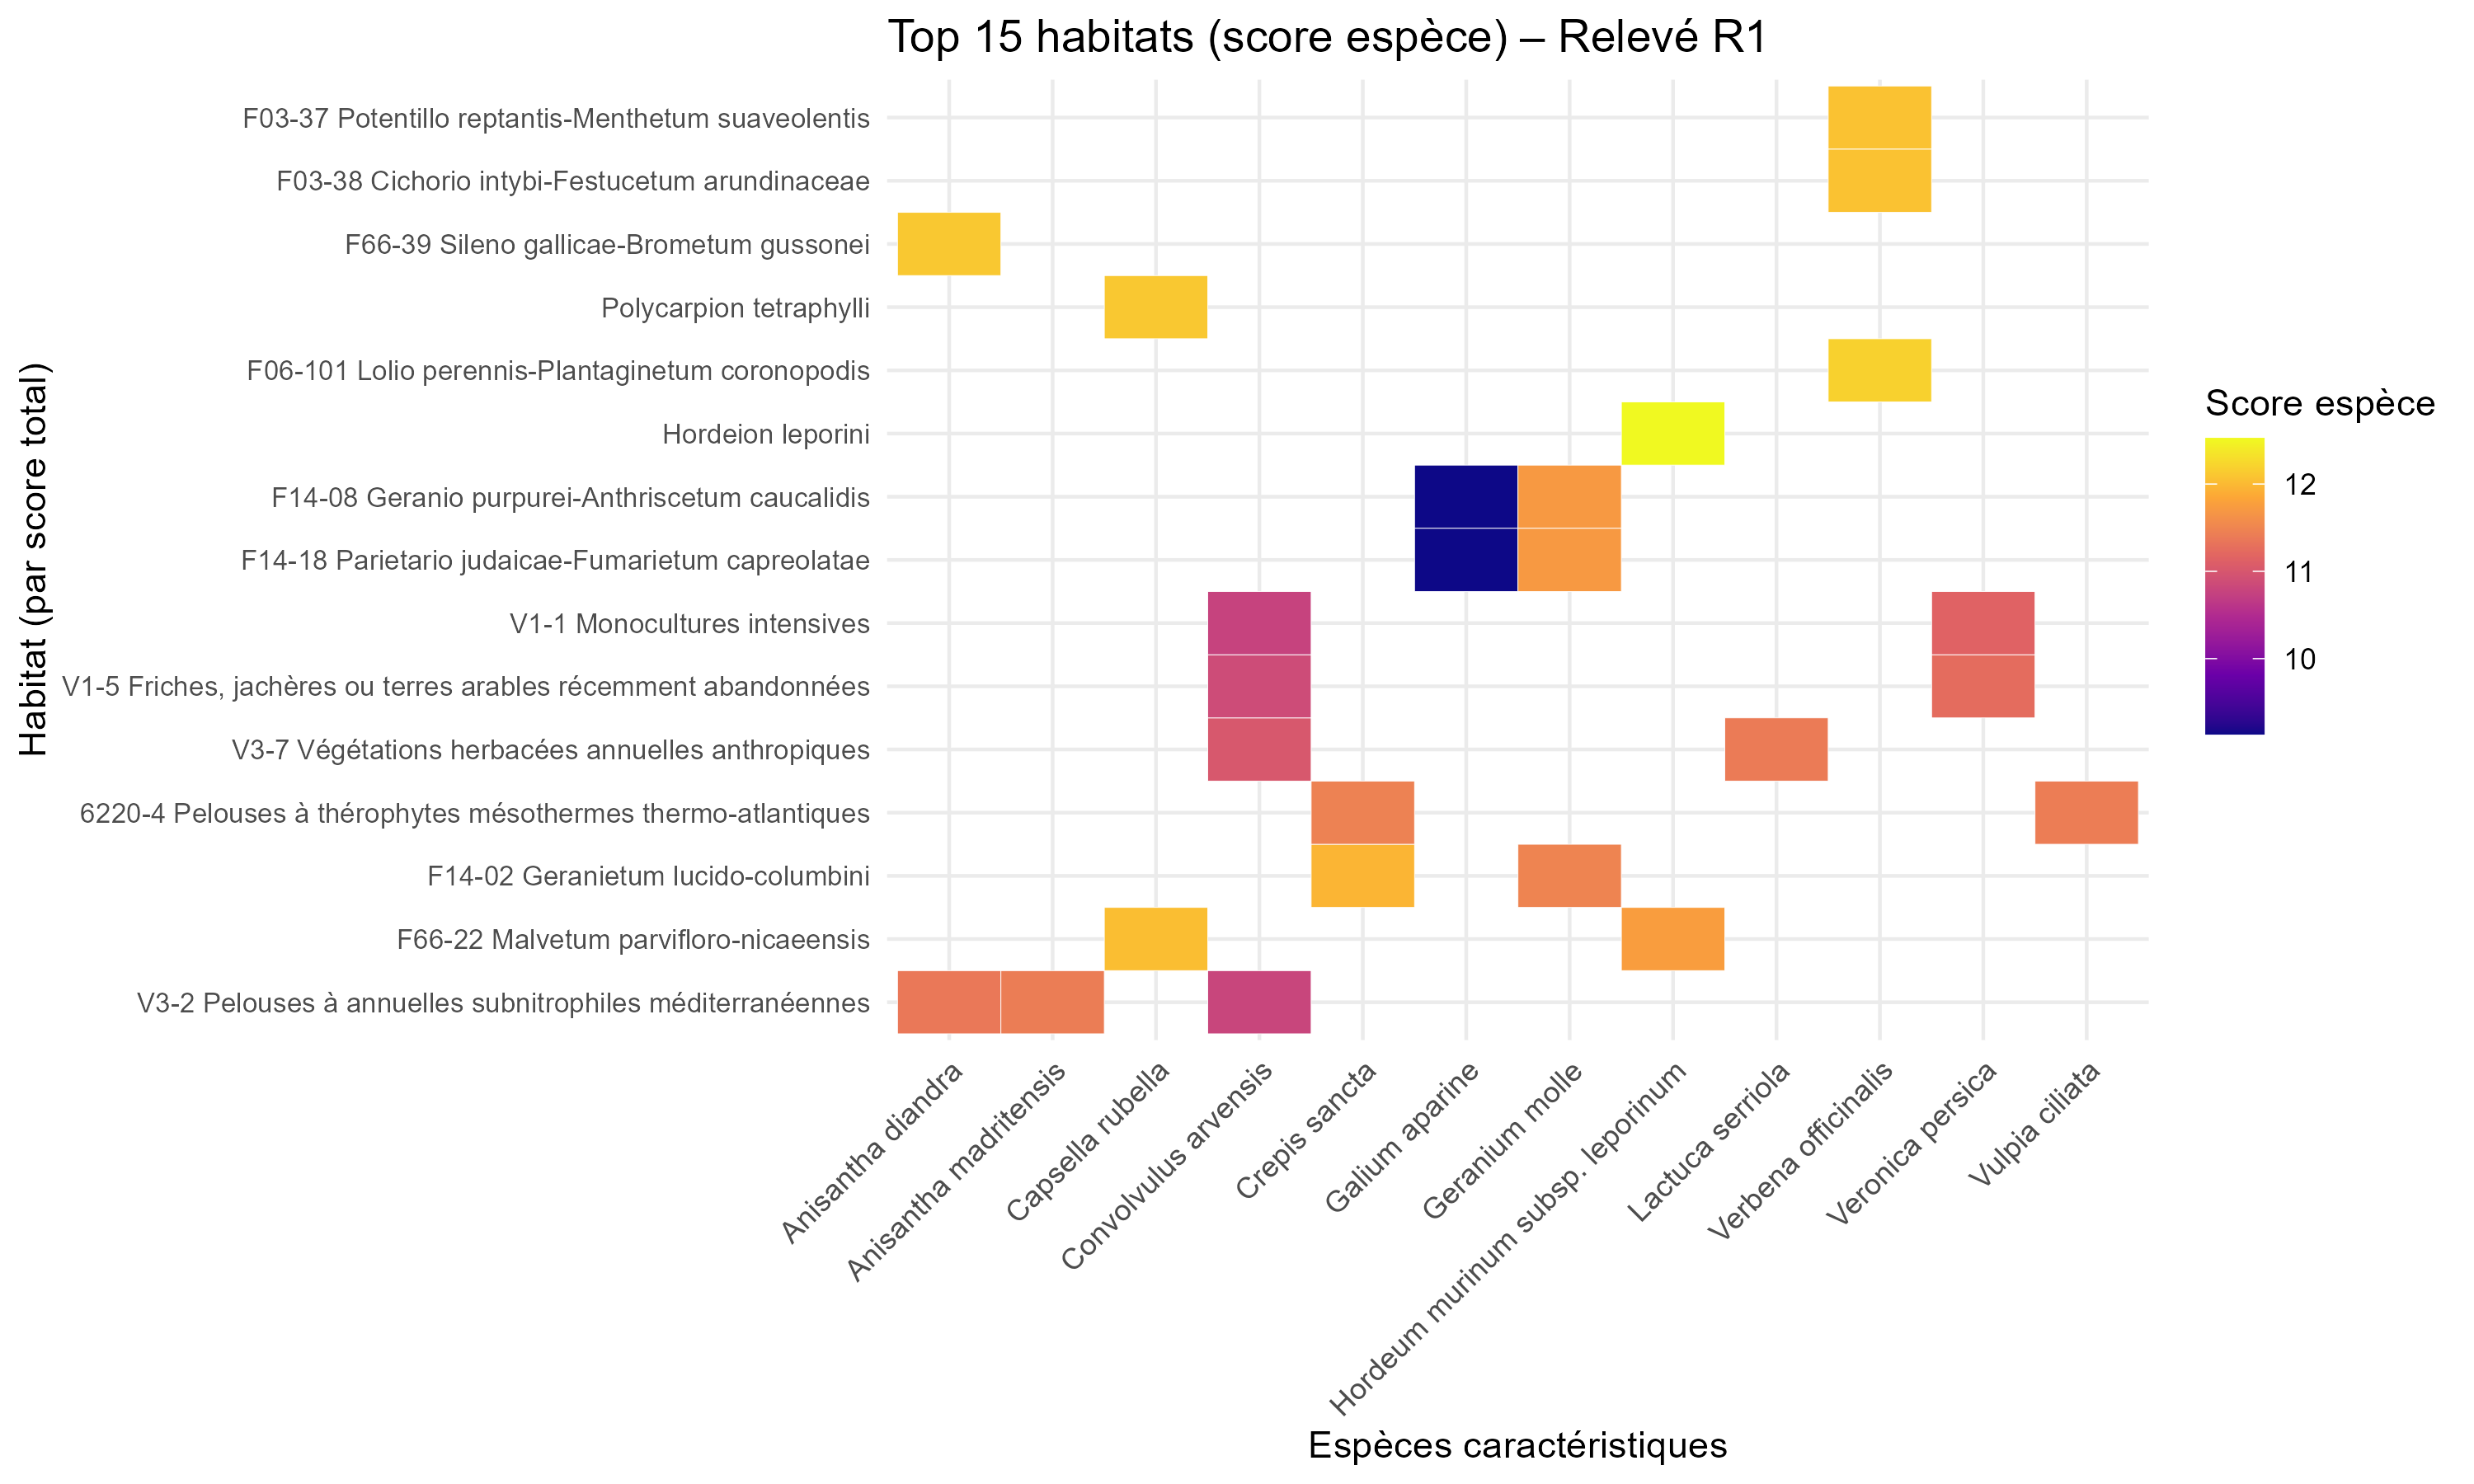 Top 15 habitats (score espèce) – Relevé R1
Habitat (par score total)
F03-37 Potentillo reptantis-Menthetum suaveolentis
F03-38 Cichorio intybi-Festucetum arundinaceae
F66-39 Sileno gallicae-Brometum gussonei
Polycarpion tetraphylli
F06-101 Lolio perennis-Plantaginetum coronopodis
Hordeion leporini
F14-08 Geranio purpurei-Anthriscetum caucalidis
F14-18 Parietario judaicae-Fumarietum capreolatae
V1-1 Monocultures intensives
V1-5 Friches, jachères ou terres arables récemment abandonnées
V3-7 Végétations herbacées annuelles anthropiques
6220-4 Pelouses à thérophytes mésothermes thermo-atlantiques
F14-02 Geranietum lucido-columbini
F66-22 Malvetum parvifloro-nicaeensis
V3-2 Pelouses à annuelles subnitrophiles méditerranéennes
Anisantha diandra
Anisantha madritensis
Capsella rubella
Convolvulus arvensis
Crepis sancta
Galium aparine
Geranium molle
Hordeum murinum subsp. leporinum
Lactuca serriola
Verbena officinalis
Veronica persica
Vulpia ciliata
Espèces caractéristiques
Score espèce
12
11
10